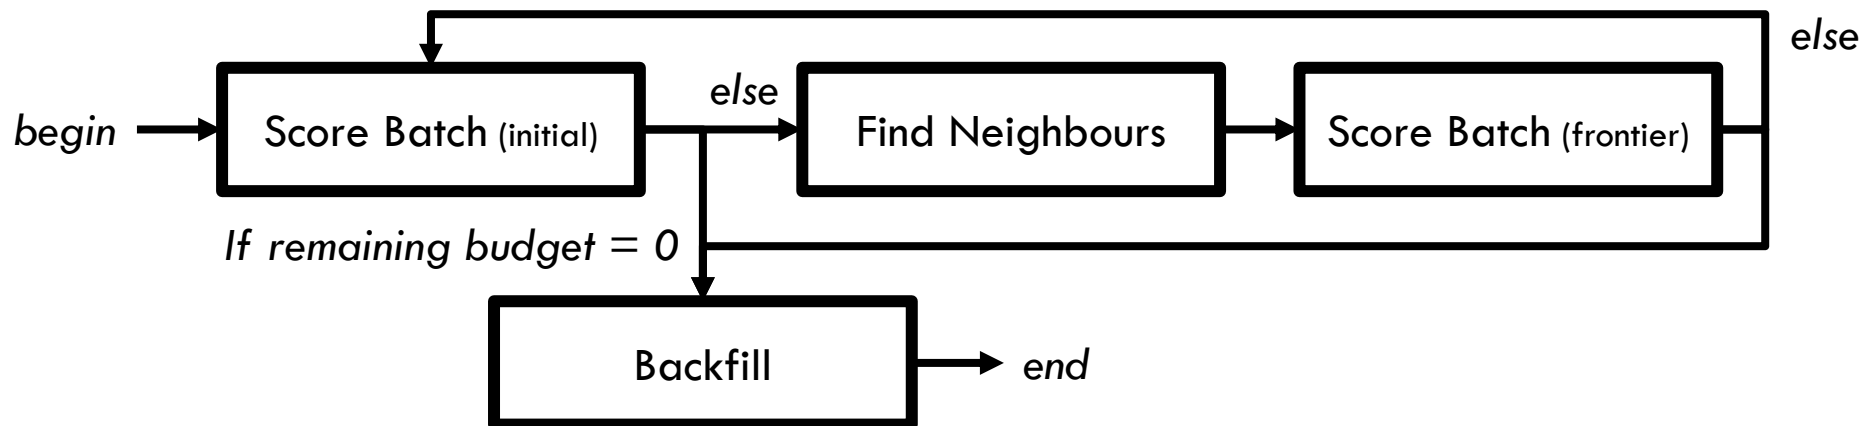 else
else
begin
Score Batch (initial)
Find Neighbours
Score Batch (frontier)
If remaining budget = 0
Backfill
end